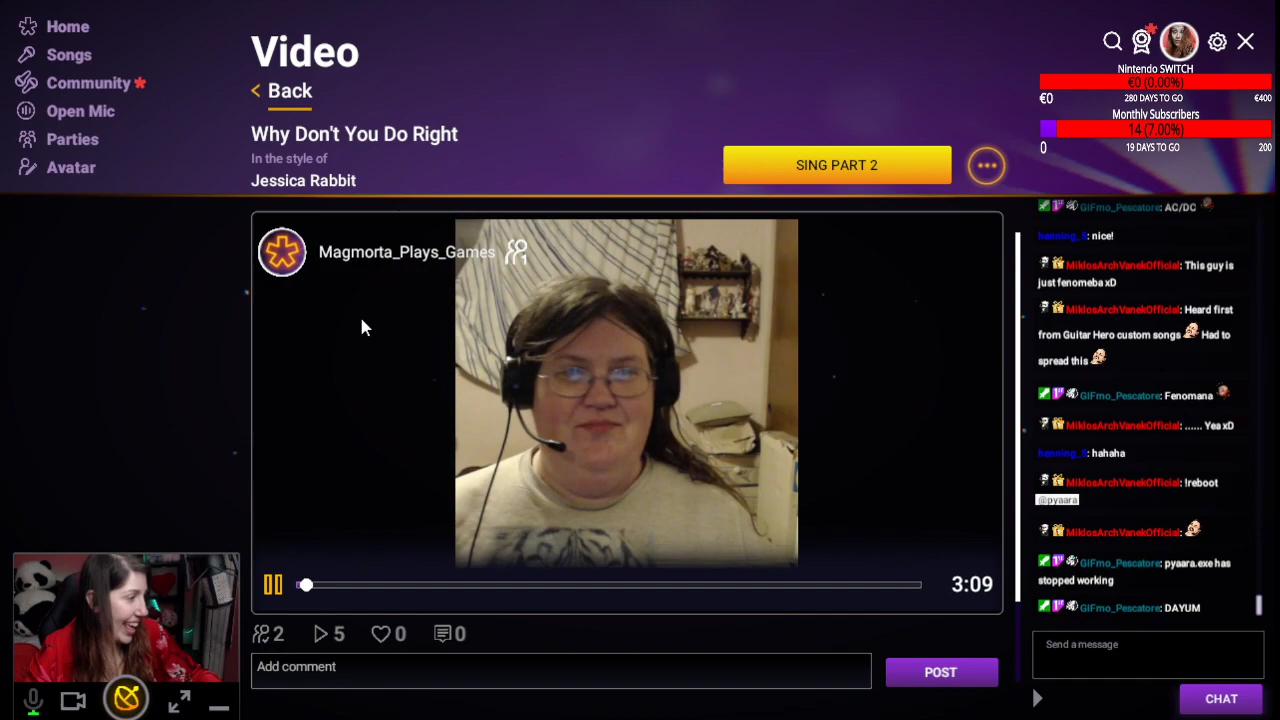 Home
Songs
Community *
Open Mic
Parties
Avatar
Video
< Back
Why Don't You Do Right
In the style of
Jessica Rabbit
SING PART 2
Nintendo SWITCH
€0 (0.00%)
€0 280 DAYS TO GO €400
Monthly Subscribers
14 (7.00%)
0 19 DAYS TO GO 200
Magmorta_Plays_Games
3:09
2 5 0 0
Add comment
POST
GIFmo_Pescatore: AC/DC
henning_S: nice!
MiklosArchVanekOfficial: This guy is
just fenomeba xD
MiklosArchVanekOfficial: Heard first
from Guitar Hero custom songs Had to
spread this
GIFmo_Pescatore: Fenomana
MiklosArchVanekOfficial: ...... Yea xD
henning_S: hahaha
MiklosArchVanekOfficial: !reboot
@pyaara
MiklosArchVanekOfficial:
GIFmo_Pescatore: pyaara.exe has
stopped working
GIFmo_Pescatore: DAYUM
Send a message
CHAT